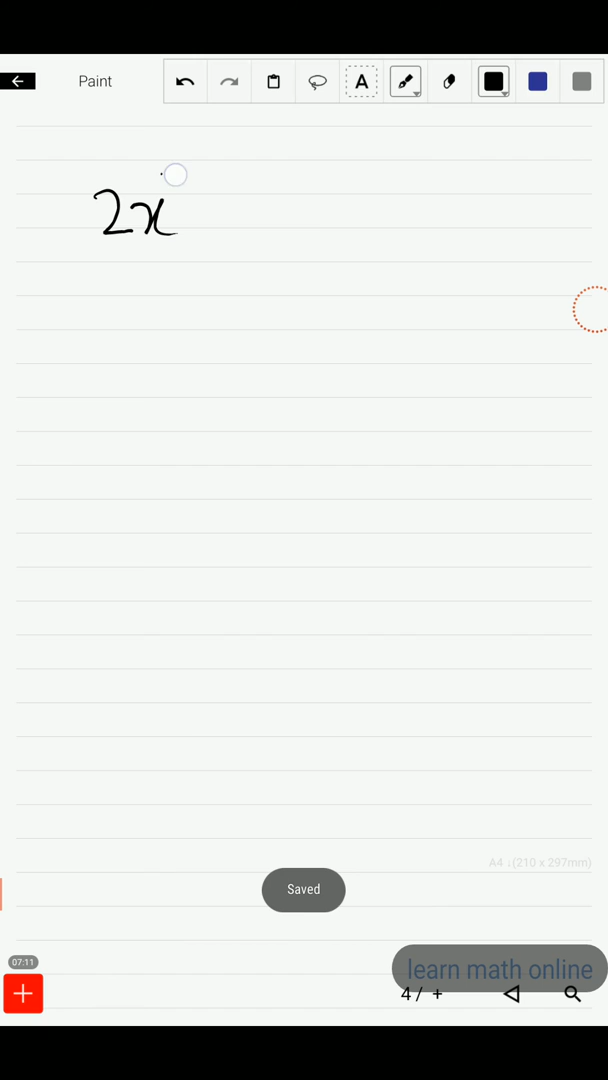 Paint
A
2x
A4 : (210 x 297mm)
Saved
07:11
learn math online
4 / +